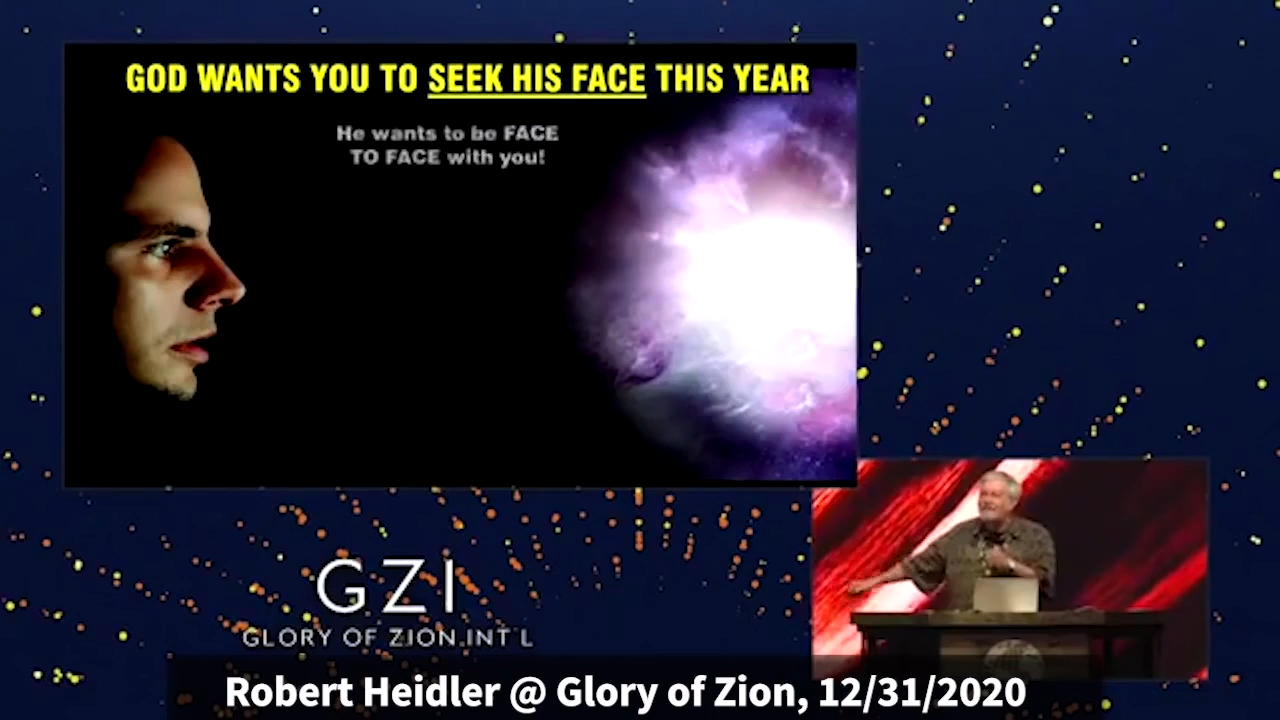 GOD WANTS YOU TO SEEK HIS FACE THIS YEAR
He wants to be FACE
TO FACE with you!
GZI
GLORY OF ZION INT'L
Robert Heidler @ Glory of Zion, 12/31/2020